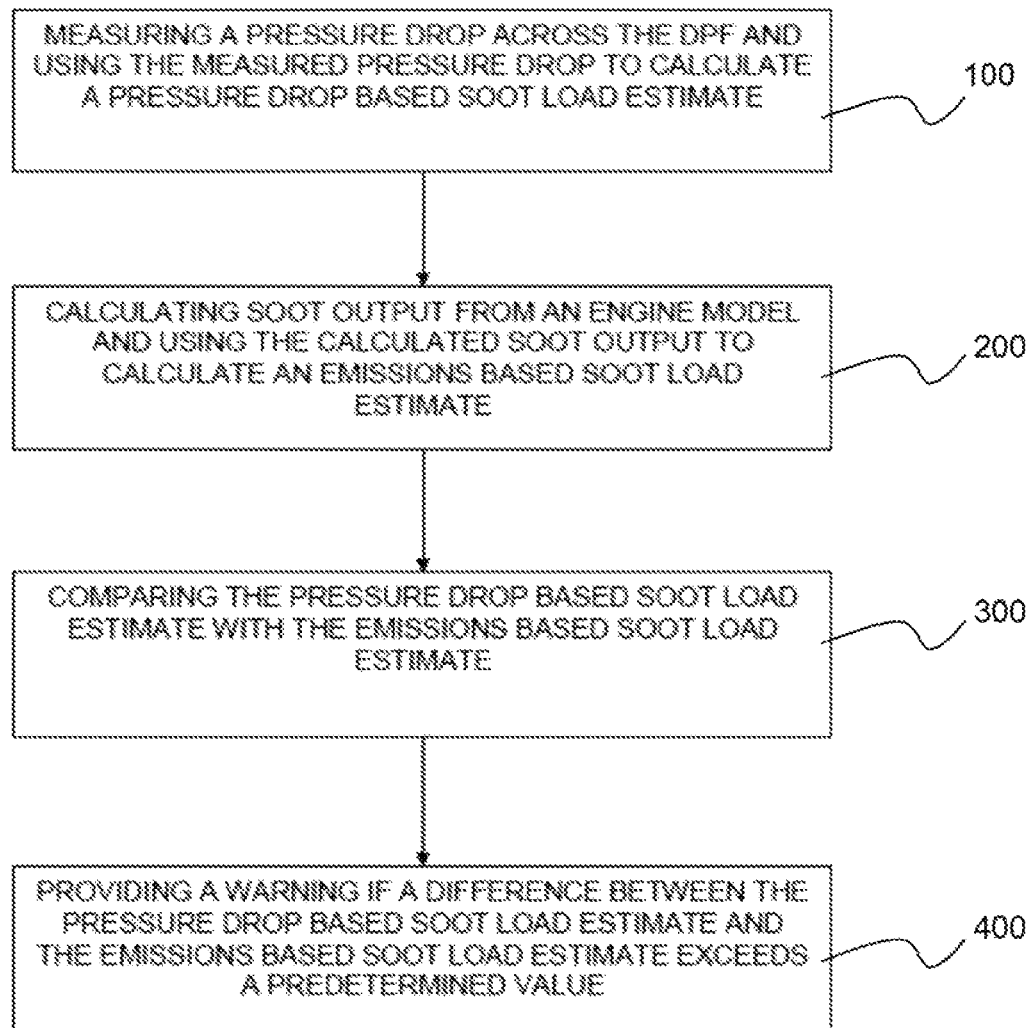 MEASURING A PRESSURE DROP ACROSS THE DPF AND
USING THE MEASURED PRESSURE DROP TO CALCULATE
A PRESSURE DROP BASED SOOT LOAD ESTIMATE
100
CALCULATING SOOT OUTPUT FROM AN ENGINE MODEL
AND USING THE CALCULATED SOOT OUTPUT TO
CALCULATE AN EMISSIONS BASED SOOT LOAD
ESTIMATE
200
COMPARING THE PRESSURE DROP BASED SOOT LOAD
ESTIMATE WITH THE EMISSIONS BASED SOOT LOAD
ESTIMATE
300
PROVIDING A WARNING IF A DIFFERENCE BETWEEN THE
PRESSURE DROP BASED SOOT LOAD ESTIMATE AND
THE EMISSIONS BASED SOOT LOAD ESTIMATE EXCEEDS
A PREDETERMINED VALUE
400